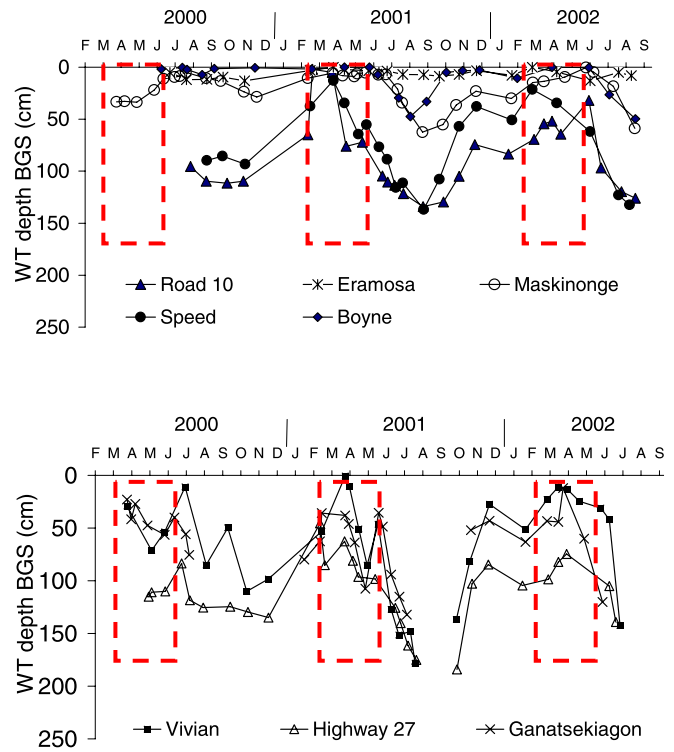 2000 2001 2002
F M A M J J A S O N D J F M A M J J A S O N D J F M A M J J A S
0
50
100
150
200
250
WT depth BGS (cm)
Road 10 Eramosa Maskinonge
Speed Boyne
2000 2001 2002
F M A M J J A S O N D J F M A M J J A S O N D J F M A M J J A S
0
50
100
150
200
250
WT depth BGS (cm)
Vivian Highway 27 Ganatsekiagon